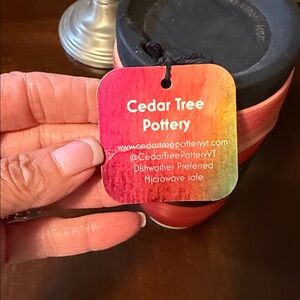 Cedar Tree
Pottery
www.cedartreepotteryvt.com
@CedarTreePotteryVT
Dishwasher Preferred
Microwave safe